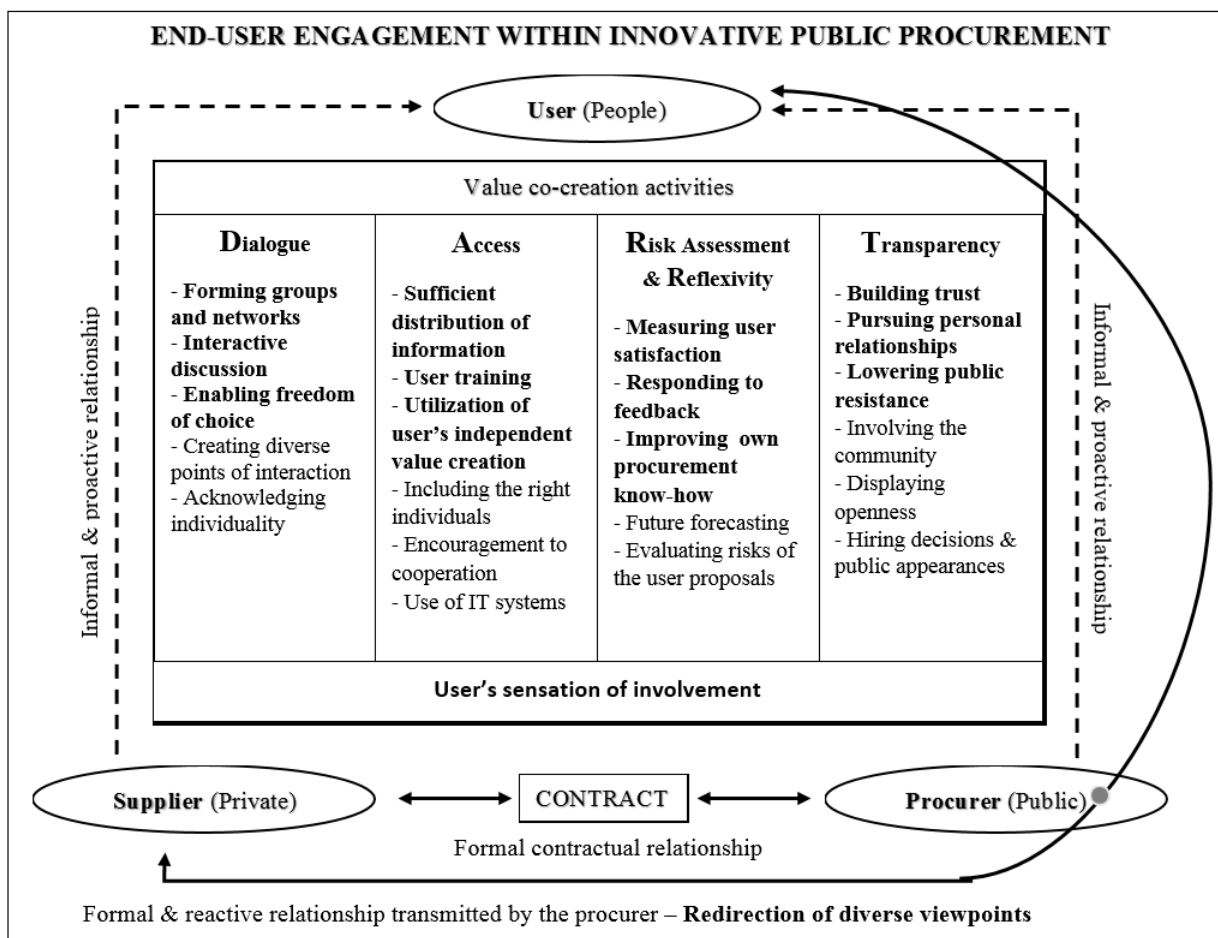 END-USER ENGAGEMENT WITHIN INNOVATIVE PUBLIC PROCUREMENT
User (People)
Value co-creation activities
Dialogue
- Forming groups
and networks
- Interactive
discussion
- Enabling freedom
of choice
- Creating diverse
points of interaction
- Acknowledging
individuality
Access
- Sufficient
distribution of
information
- User training
- Utilization of
user's independent
value creation
- Including the right
individuals
- Encouragement to
cooperation
- Use of IT systems
Risk Assessment
& Reflexivity
- Measuring user
satisfaction
- Responding to
feedback
- Improving own
procurement
know-how
- Future forecasting
- Evaluating risks of
the user proposals
Transparency
- Building trust
- Pursuing personal
relationships
- Lowering public
resistance
- Involving the
community
- Displaying
openness
- Hiring decisions &
public appearances
User's sensation of involvement
Informal & proactive relationship
Informal & proactive relationship
Supplier (Private)
CONTRACT
Procurer (Public)
Formal contractual relationship
Formal & reactive relationship transmitted by the procurer – Redirection of diverse viewpoints